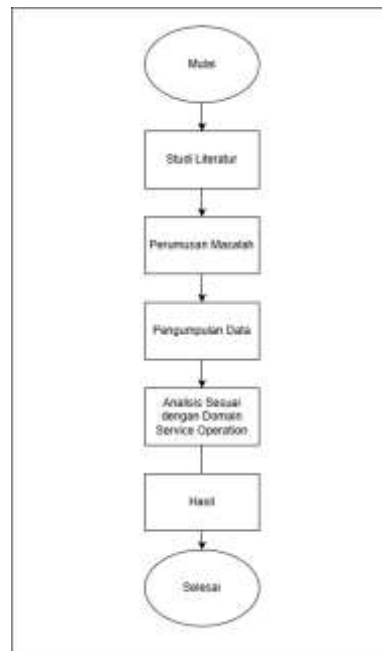 Mulai
Studi Literatur
Perumusan Masalah
Pengumpulan Data
Analisis Sesuai
dengan Domain
Service Operation
Hasil
Selesai